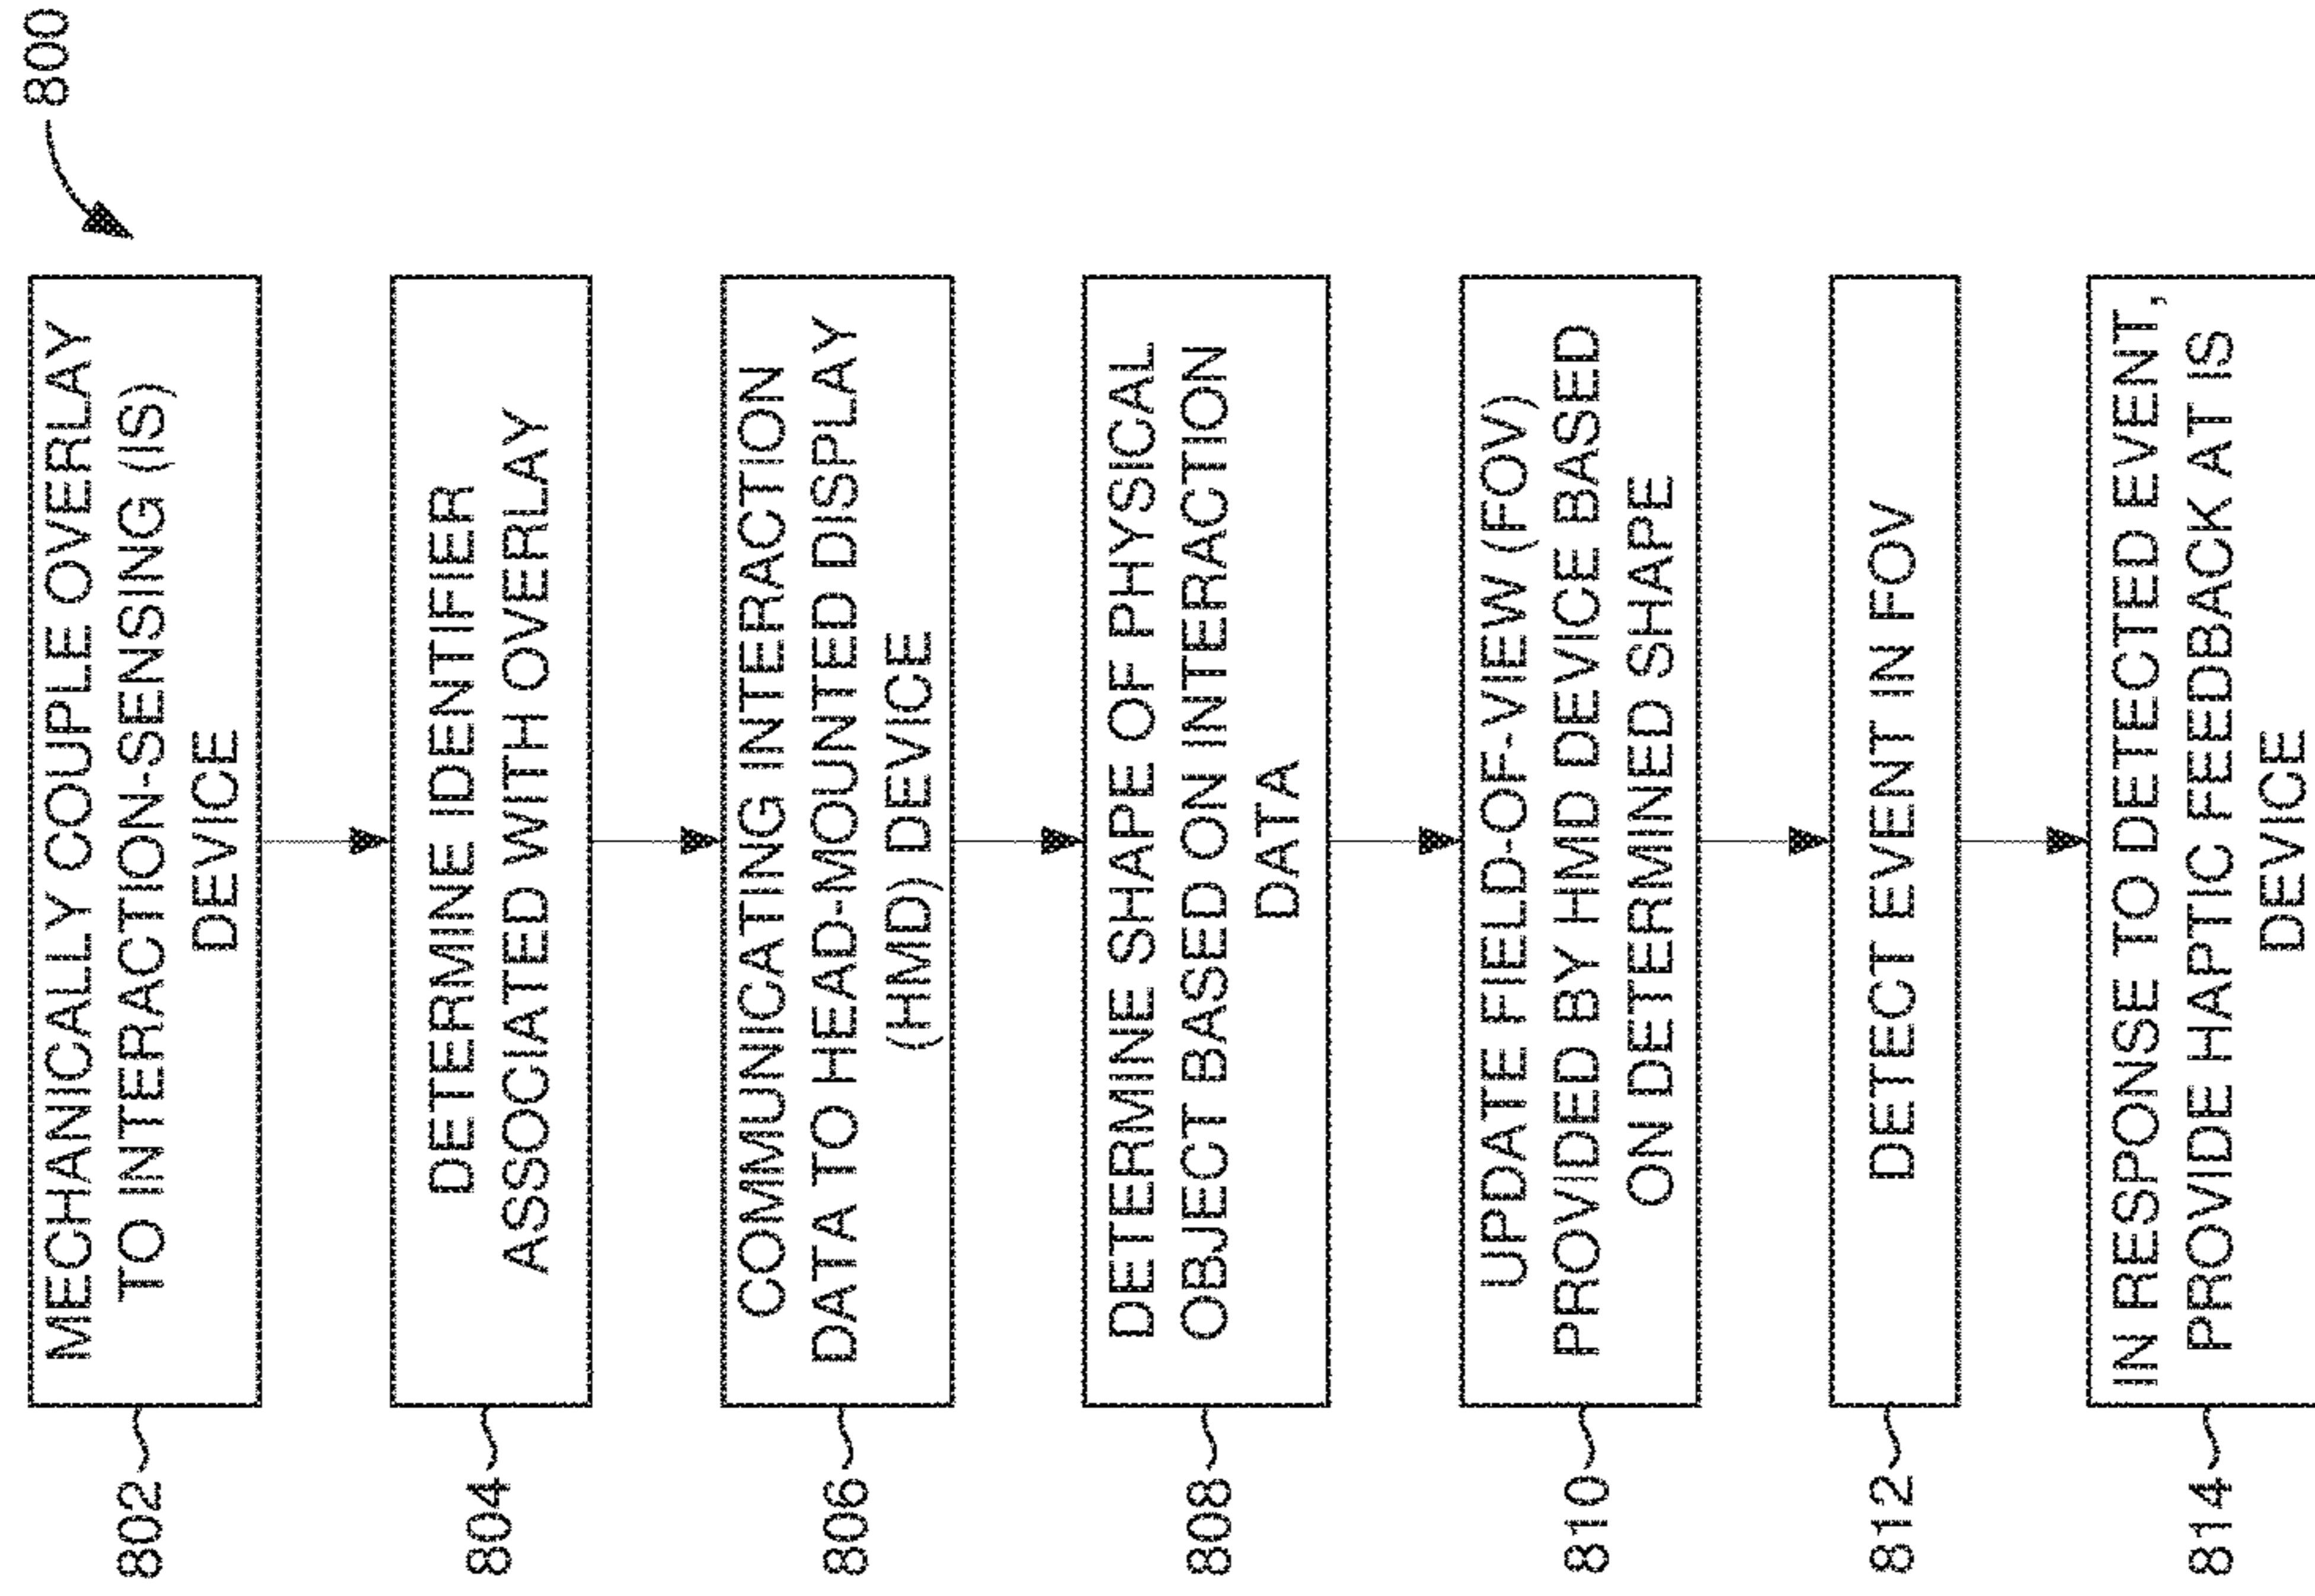 800
802
MECHANICALLY COUPLE OVERLAY
TO INTERACTION-SENSING (IS)
DEVICE
804
DETERMINE IDENTIFIER
ASSOCIATED WITH OVERLAY
806
COMMUNICATING INTERACTION
DATA TO HEAD-MOUNTED DISPLAY
(HMD) DEVICE
808
DETERMINE SHAPE OF PHYSICAL
OBJECT BASED ON INTERACTION
DATA
810
UPDATE FIELD-OF-VIEW (FOV)
PROVIDED BY HMD DEVICE BASED
ON DETERMINED SHAPE
812
DETECT EVENT IN FOV
814
IN RESPONSE TO DETECTED EVENT,
PROVIDE HAPTIC FEEDBACK AT IS
DEVICE